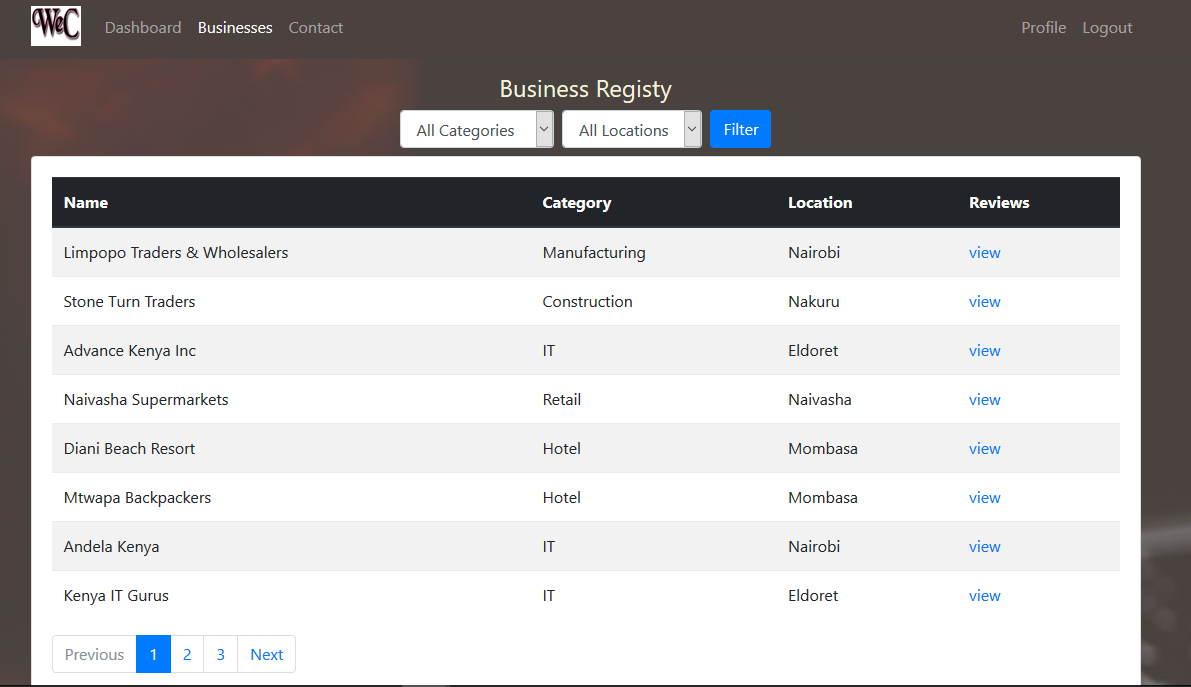 WeC Dashboard Businesses Contact Profile Logout
Business Registy
All Categories All Locations Filter
Name Category Location Reviews
Limpopo Traders & Wholesalers Manufacturing Nairobi view
Stone Turn Traders Construction Nakuru view
Advance Kenya Inc IT Eldoret view
Naivasha Supermarkets Retail Naivasha view
Diani Beach Resort Hotel Mombasa view
Mtwapa Backpackers Hotel Mombasa view
Andela Kenya IT Nairobi view
Kenya IT Gurus IT Eldoret view
Previous 1 2 3 Next